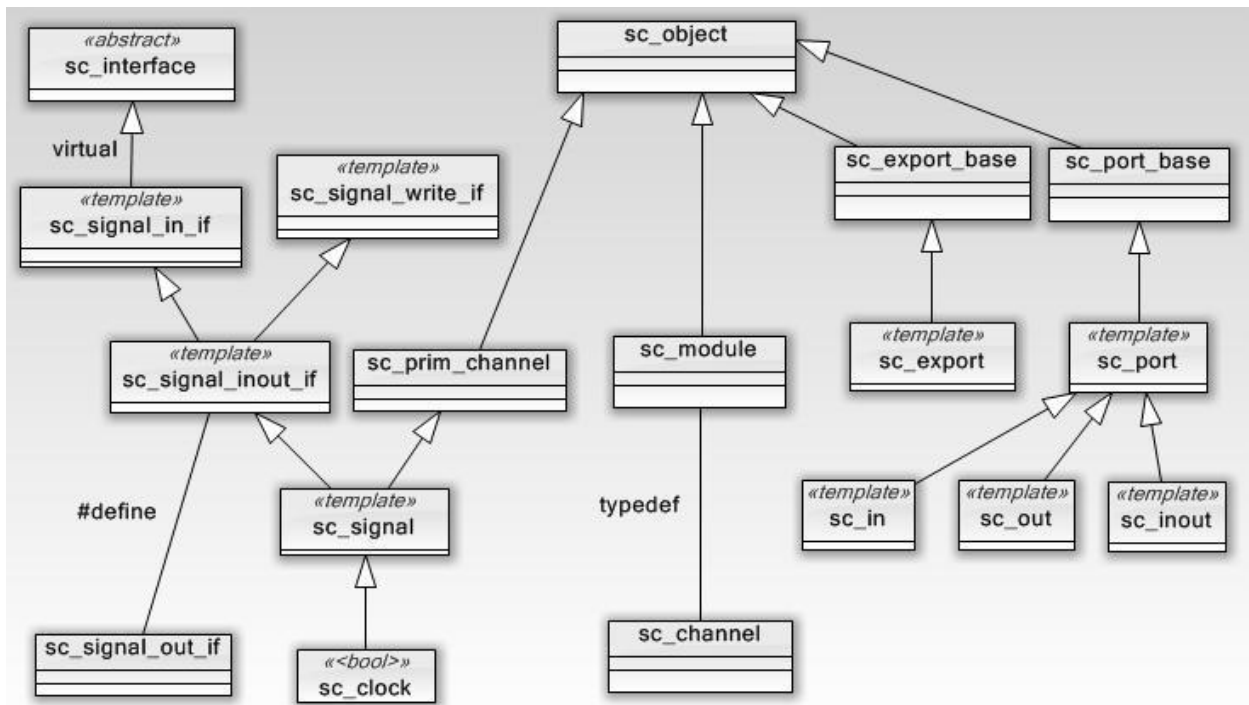 «abstract»
sc_interface
sc_object
virtual
«template»
sc_signal_write_if
sc_export_base
sc_port_base
«template»
sc_signal_in_if
«template»
sc_signal_inout_if
sc_prim_channel
sc_module
«template»
sc_export
«template»
sc_port
#define
«template»
sc_signal
typedef
«template»
sc_in
«template»
sc_out
«template»
sc_inout
sc_signal_out_if
«<bool>»
sc_clock
sc_channel